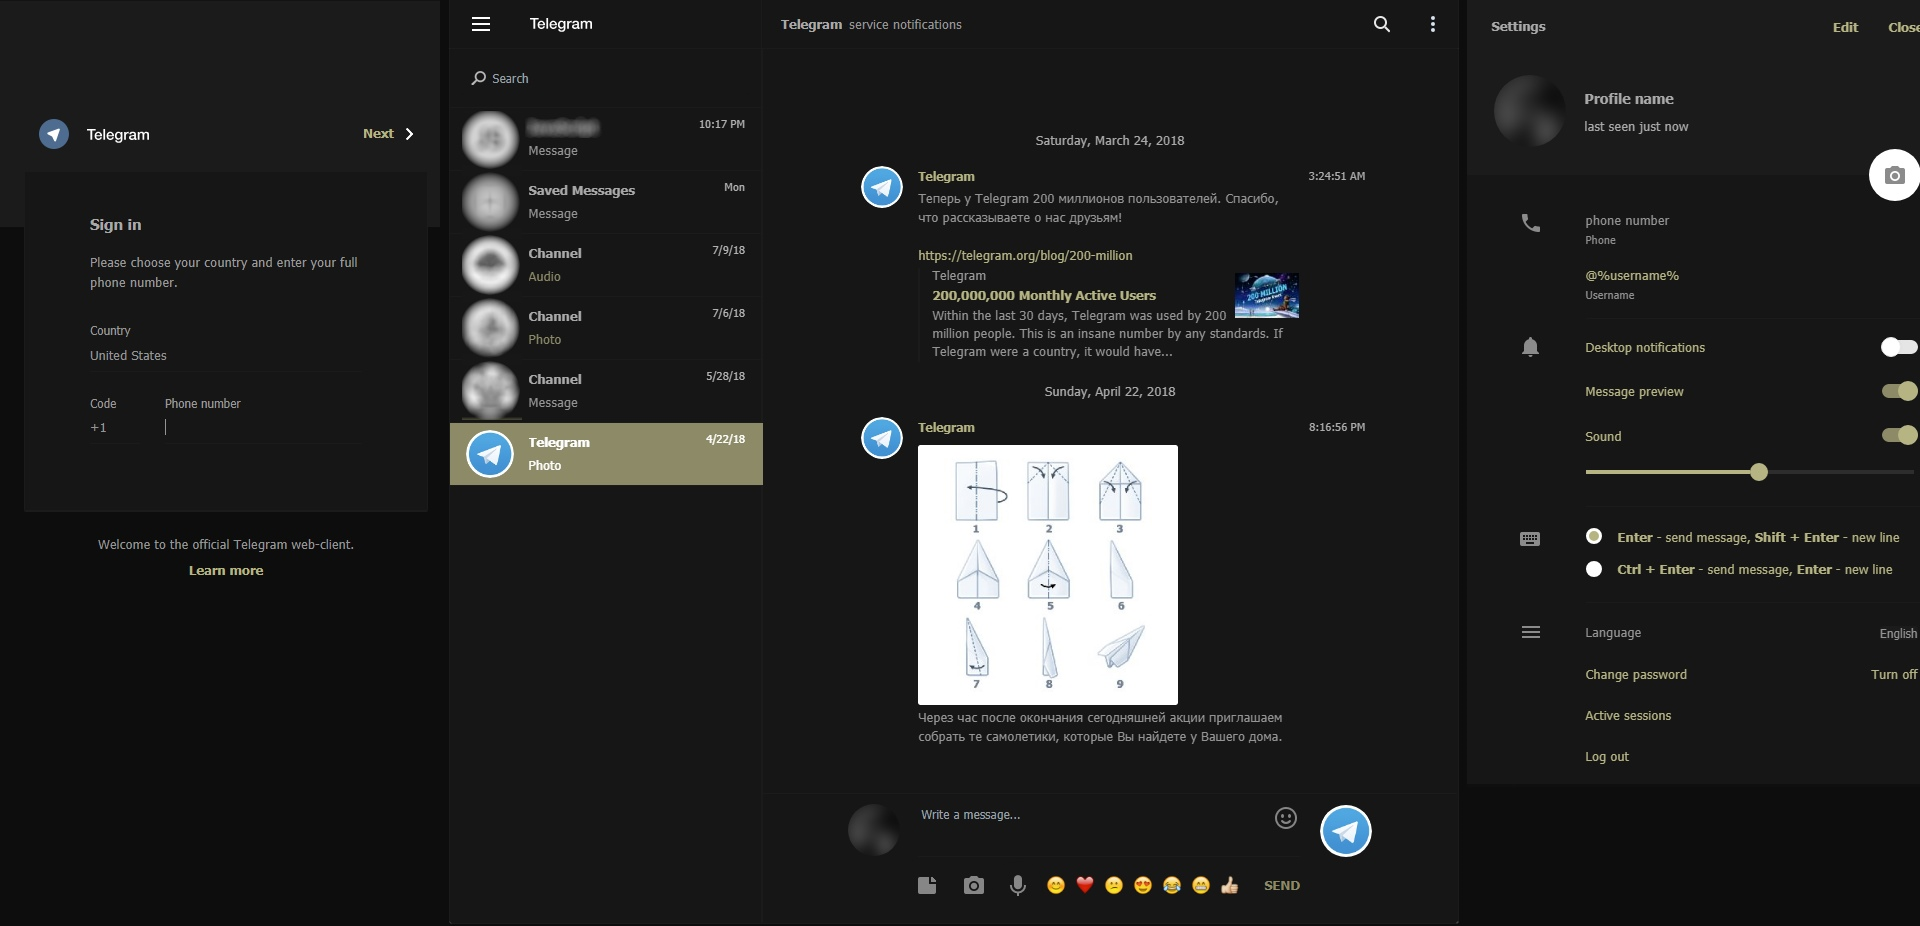 Telegram
Next
Sign in
Please choose your country and enter your full
phone number.
Country
United States
Code
Phone number
+1
Welcome to the official Telegram web-client.
Learn more
Telegram
Search
10:17 PM
Message
Saved Messages
Mon
Message
Channel
7/9/18
Audio
Channel
7/6/18
Photo
Channel
5/28/18
Message
Telegram
4/22/18
Photo
Telegram service notifications
Saturday, March 24, 2018
Telegram
3:24:51 AM
Теперь у Telegram 200 миллионов пользователей. Спасибо,
что рассказываете о нас друзьям!
https://telegram.org/blog/200-million
Telegram
200,000,000 Monthly Active Users
200 MILLION
Within the last 30 days, Telegram was used by 200
million people. This is an insane number by any standards. If
Telegram were a country, it would have...
Sunday, April 22, 2018
Telegram
8:16:56 PM
1
2
3
4
5
6
7
8
9
Через час после окончания сегодняшней акции приглашаем
собрать те самолетики, которые Вы найдете у Вашего дома.
Write a message...
SEND
Settings
Edit
Close
Profile name
last seen just now
phone number
Phone
@%username%
Username
Desktop notifications
Message preview
Sound
Enter - send message, Shift + Enter - new line
Ctrl + Enter - send message, Enter - new line
Language
English
Change password
Turn off
Active sessions
Log out